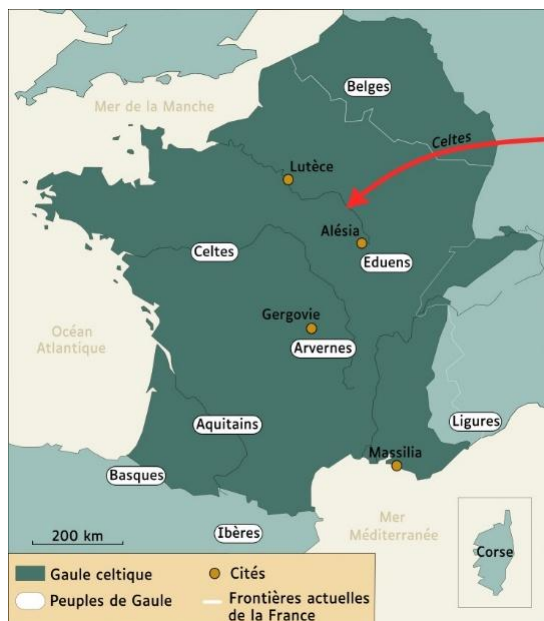 Belges
Mer de la Manche
Celtes
Lutèce
Alésia
Celtes
Eduens
Gergovie
Océan
Atlantique
Arvernes
Aquitains
Ligures
Massilia
Basques
Mer
Méditerranée
200 km
Ibères
Corse
Gaule celtique
Cités
Peuples de Gaule
Frontières actuelles
de la France